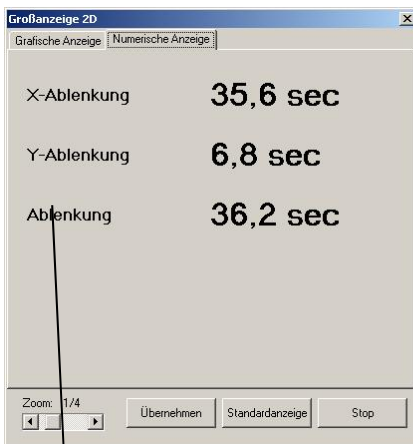 Großanzeige 2D
Grafische Anzeige Numerische Anzeige
X-Ablenkung 35,6 sec
Y-Ablenkung 6,8 sec
Ablenkung 36,2 sec
Zoom: 1/4
Übernehmen Standardanzeige Stop